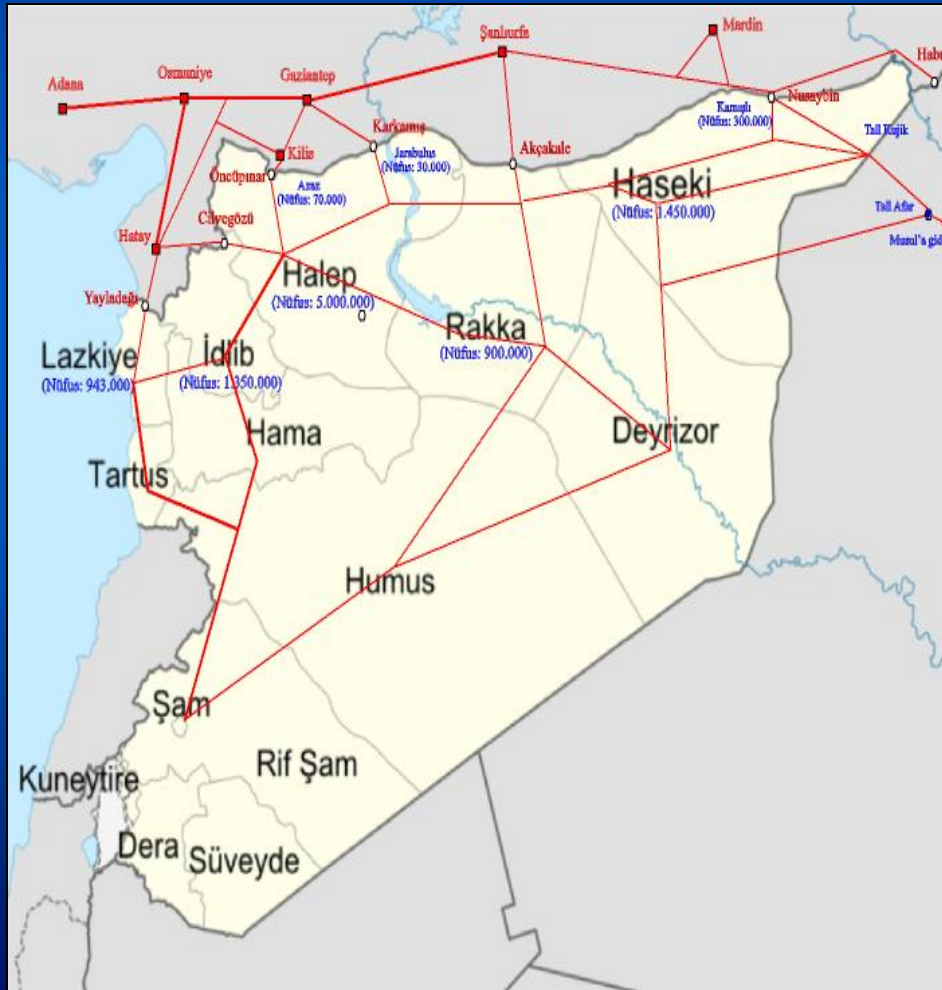 Mardin
Şanlıurfa
Osmaniye
Gaziantep
Adana
Nusaybin
Kamışlı
(Nüfus: 300.000)
Karkamış
Tall Kujik
Kilis
Jarabulus
(Nüfus: 30.000)
Akçakale
Öncüpınar
Azaz
(Nüfus: 70.000)
Haseki
(Nüfus: 1.450.000)
Tall Afar
Cilvegözü
Hatay
Musul'a gid
Halep
(Nüfus: 5.000.000)
Yayladağı
Rakka
(Nüfus: 900.000)
Lazkiye
(Nüfus: 943.000)
İdlib
(Nüfus: 1.350.000)
Hama
Deyrizor
Tartus
Humus
Şam
Rif Şam
Kuneytire
Dera
Süveyde